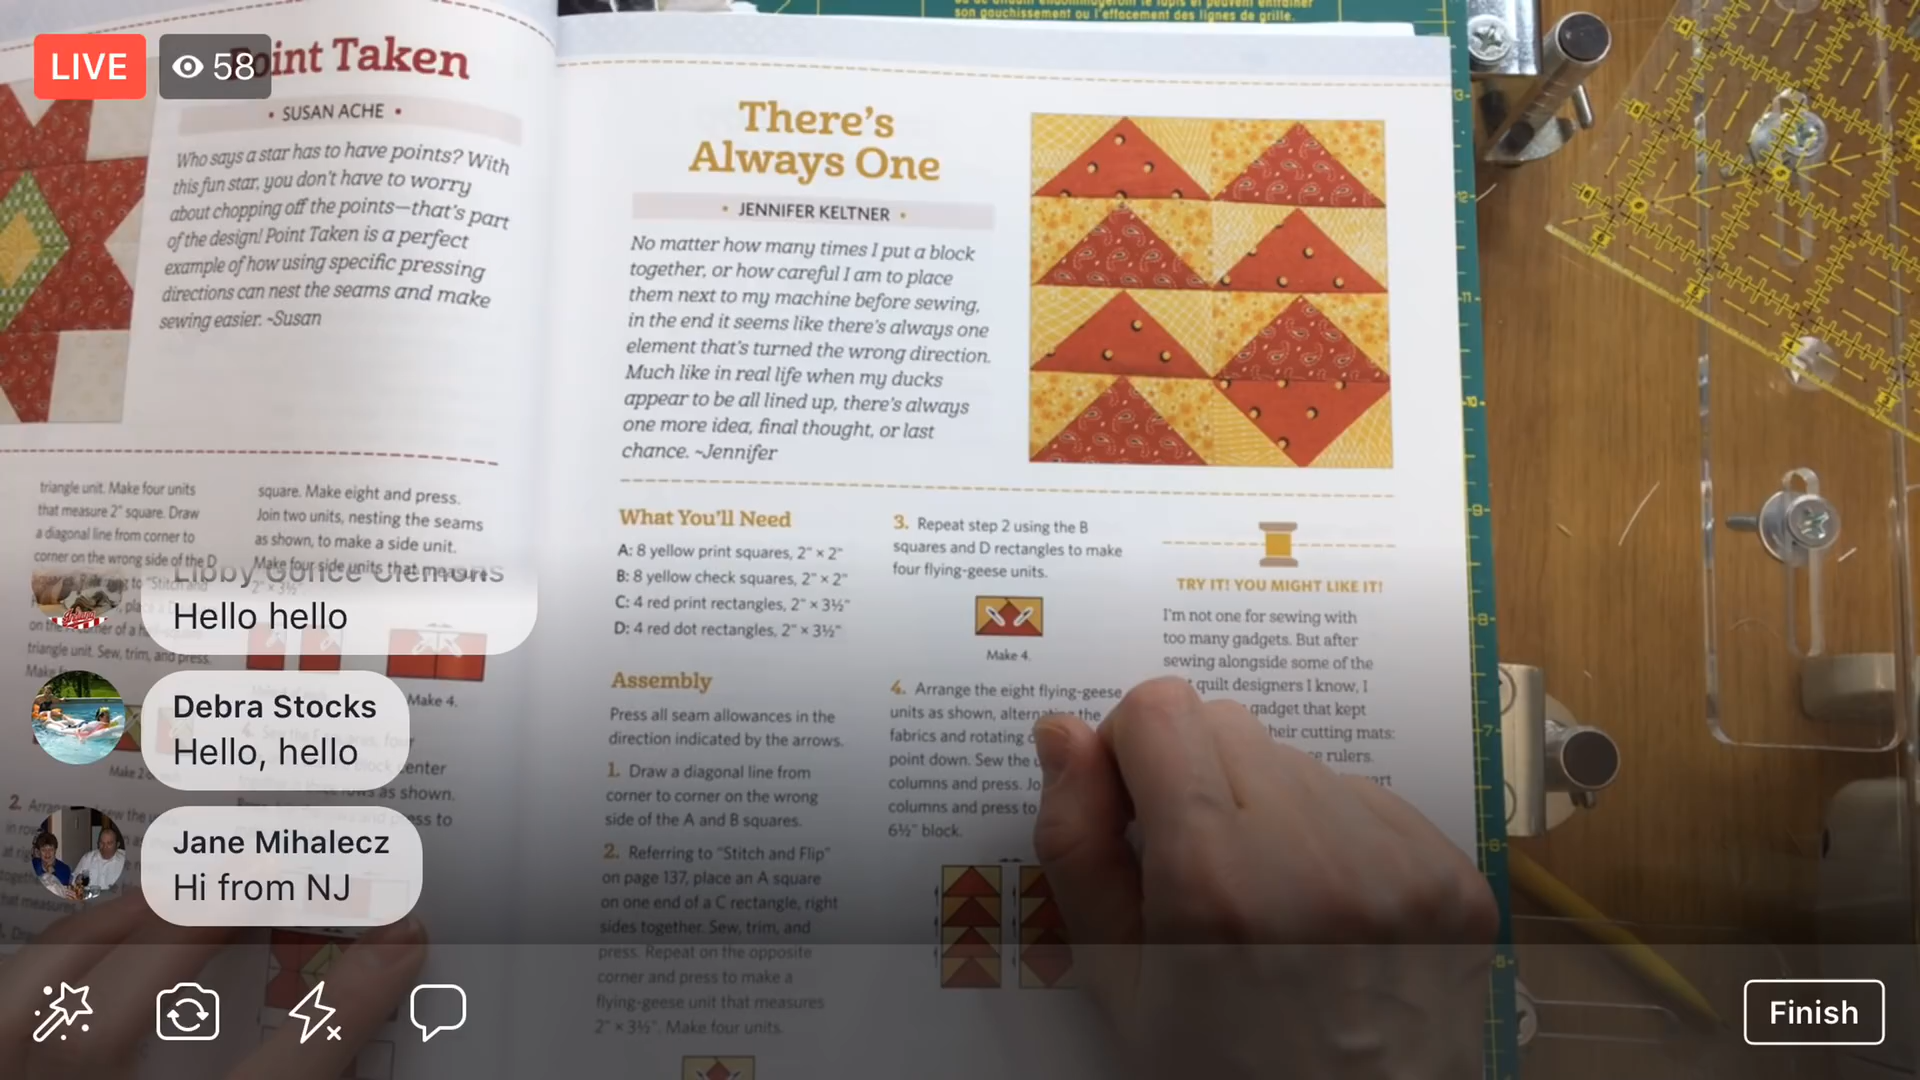 LIVE
58
oint Taken
• SUSAN ACHE •
Who says a star has to have points? With
this fun star, you don't have to worry
about chopping off the points—that's part
of the design! Point Taken is a perfect
example of how using specific pressing
directions can nest the seams and make
sewing easier. ~Susan
triangle unit. Make four units
that measure 2" square. Draw
a diagonal line from corner to
corner on the wrong side of the D
triangle unit. Sew, trim, and press.
square. Make eight and press.
Join two units, nesting the seams
as shown, to make a side unit.
Make four side units that measure
Make 4.
son gauchissement ou l'effacement des lignes de grille.
There's
Always One
• JENNIFER KELTNER •
No matter how many times I put a block
together, or how careful I am to place
them next to my machine before sewing,
in the end it seems like there's always one
element that's turned the wrong direction.
Much like in real life when my ducks
appear to be all lined up, there's always
one more idea, final thought, or last
chance. ~Jennifer
What You'll Need
A: 8 yellow print squares, 2" × 2"
B: 8 yellow check squares, 2" × 2"
C: 4 red print rectangles, 2" × 3½"
D: 4 red dot rectangles, 2" × 3½"
Assembly
Press all seam allowances in the
direction indicated by the arrows.
1. Draw a diagonal line from
corner to corner on the wrong
side of the A and B squares.
2. Referring to "Stitch and Flip"
on page 137, place an A square
on one end of a C rectangle, right
sides together. Sew, trim, and
press. Repeat on the opposite
corner and press to make a
flying-geese unit that measures
2" × 3½". Make four units.
3. Repeat step 2 using the B
squares and D rectangles to make
four flying-geese units.
Make 4.
4. Arrange the eight flying-geese
units as shown, the
fabrics and rotating
point down. Sew the
columns and press.
columns and press to
6½" block.
TRY IT! YOU MIGHT LIKE IT!
I'm not one for sewing with
too many gadgets. But after
sewing alongside some of the
quilt designers I know, I
gadget that kept
their cutting mats:
rulers.
Libby Gonce Clemons
Hello hello
Debra Stocks
Hello, hello
Jane Mihalecz
Hi from NJ
Finish